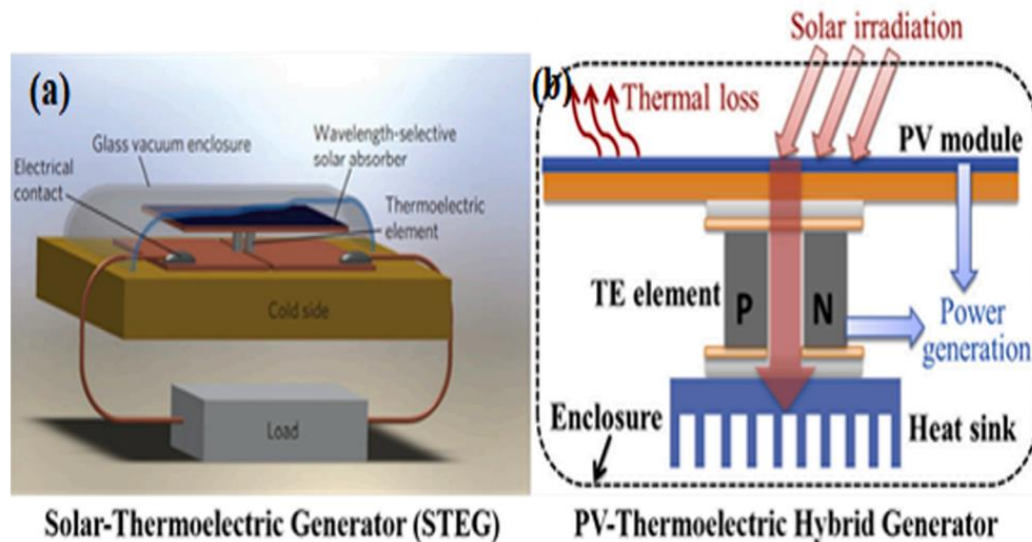 (a)
Glass vacuum enclosure
Wavelength-selective
solar absorber
Electrical
contact
Thermoelectric
element
Cold side
Load
Solar-Thermoelectric Generator (STEG)
(b)
Solar irradiation
Thermal loss
PV module
TE element
P
N
Power
generation
Enclosure
Heat sink
PV-Thermoelectric Hybrid Generator